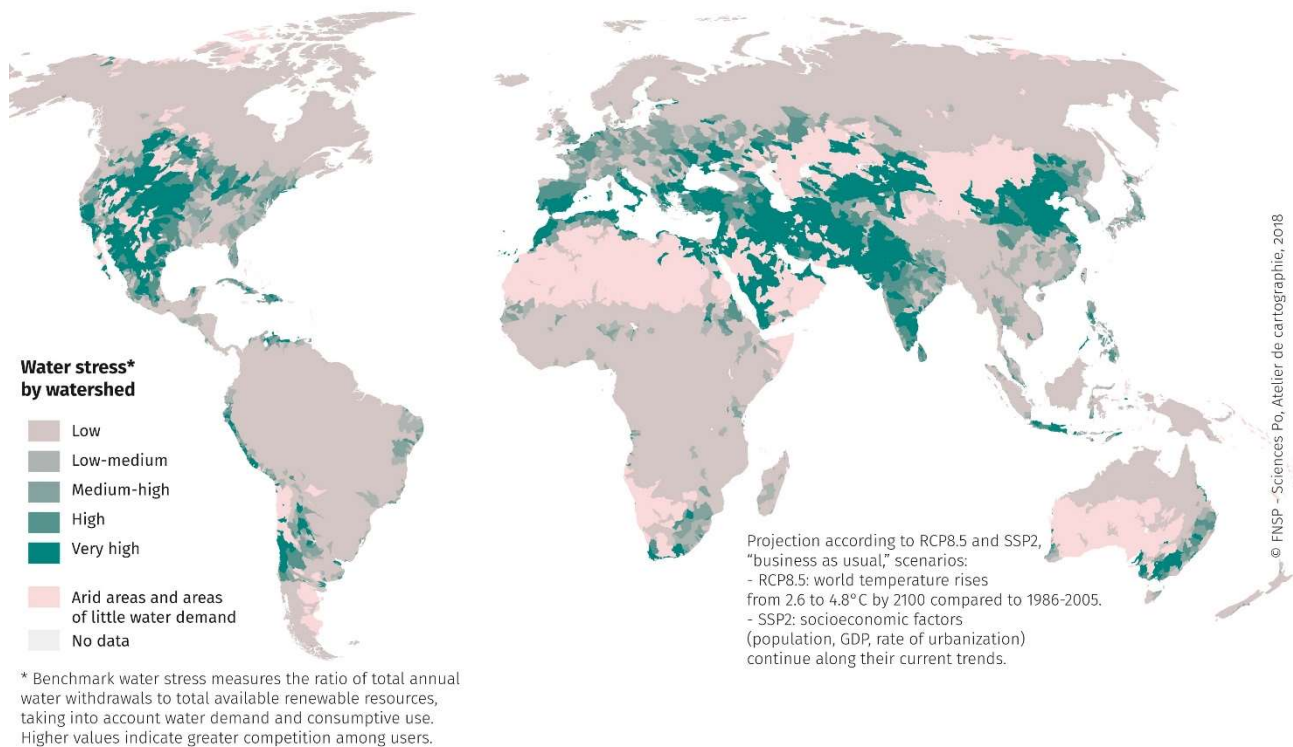 Water stress*
by watershed
Low
Low-medium
Medium-high
High
Very high
Arid areas and areas
of little water demand
No data
* Benchmark water stress measures the ratio of total annual
water withdrawals to total available renewable resources,
taking into account water demand and consumptive use.
Higher values indicate greater competition among users.
Projection according to RCP8.5 and SSP2,
“business as usual,” scenarios:
- RCP8.5: world temperature rises
from 2.6 to 4.8°C by 2100 compared to 1986-2005.
- SSP2: socioeconomic factors
(population, GDP, rate of urbanization)
continue along their current trends.
© FNSP - Sciences Po, Atelier de cartographie, 2018